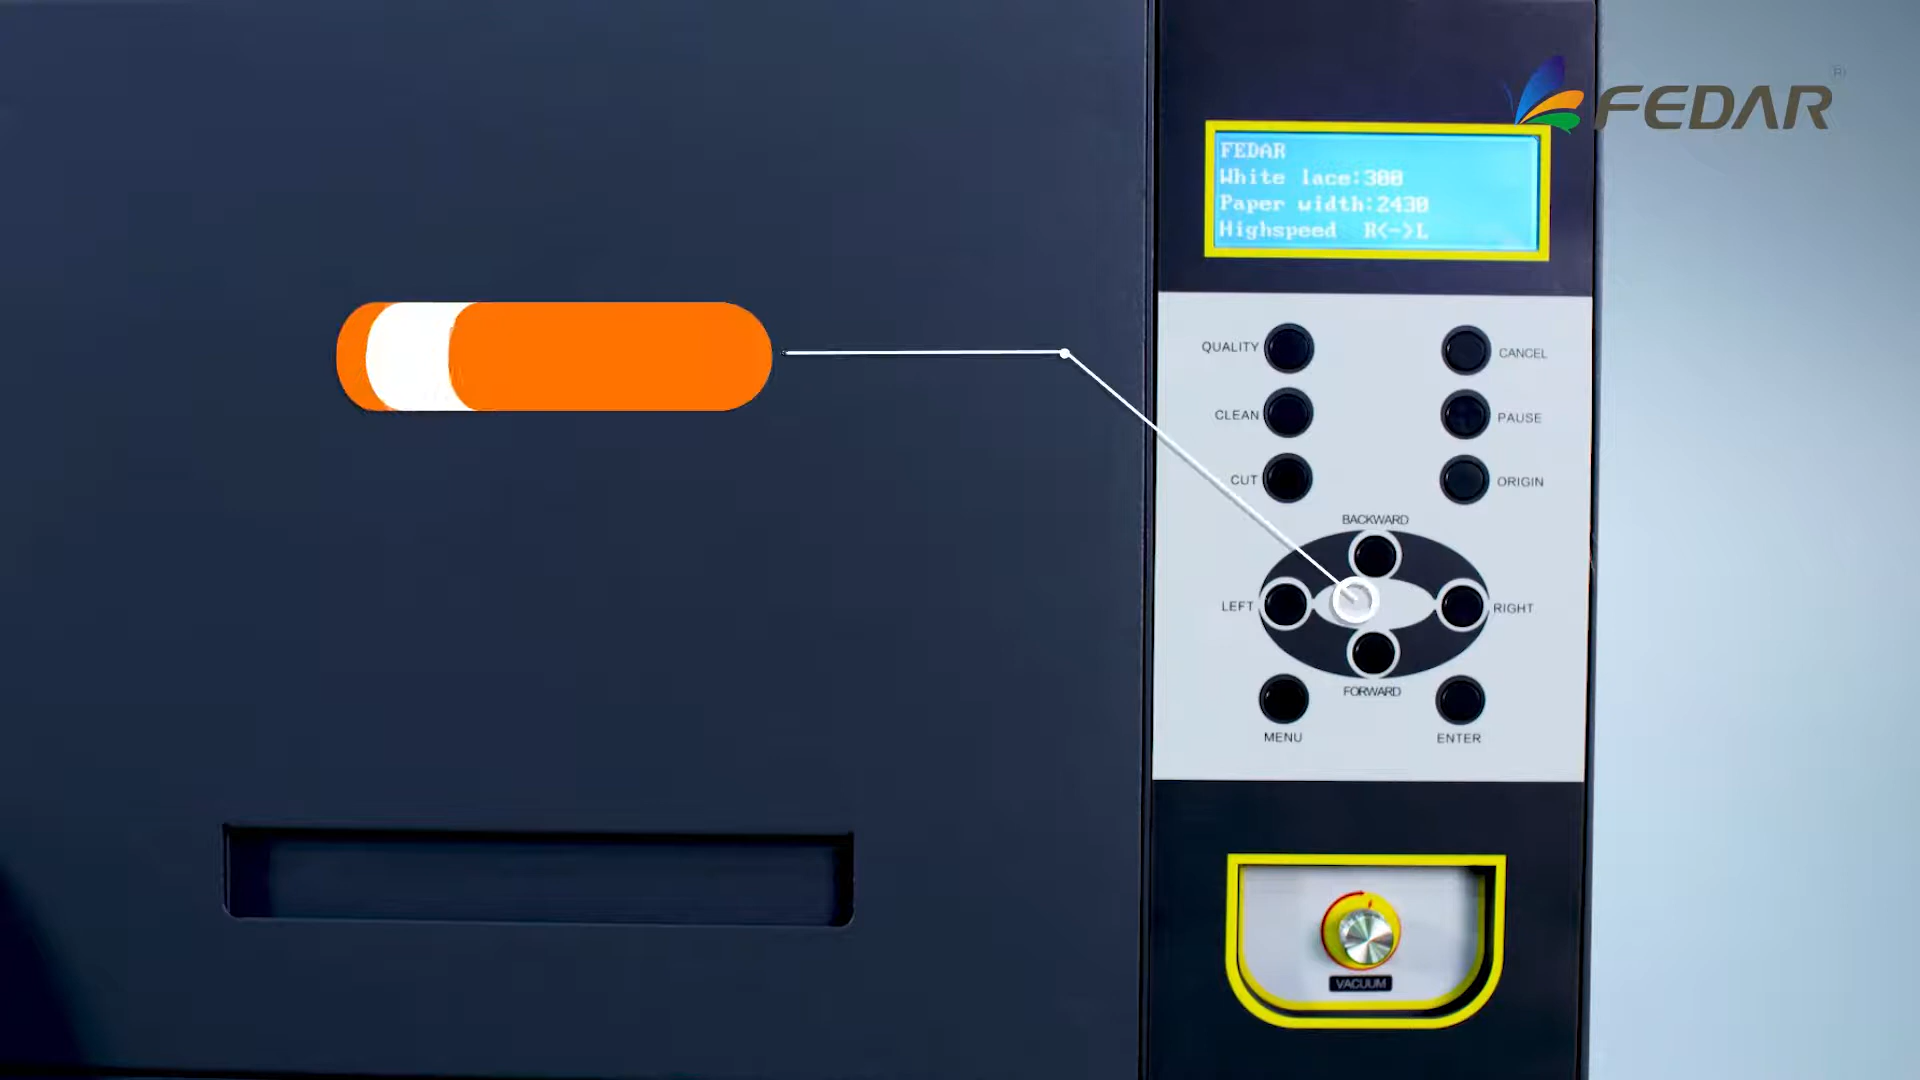 FEDAR
®
FEDAR
White lace:300
Paper width:2430
Highspeed R<->L
QUALITY
CANCEL
CLEAN
PAUSE
CUT
ORIGIN
BACKWARD
LEFT
RIGHT
FORWARD
MENU
ENTER
VACUUM